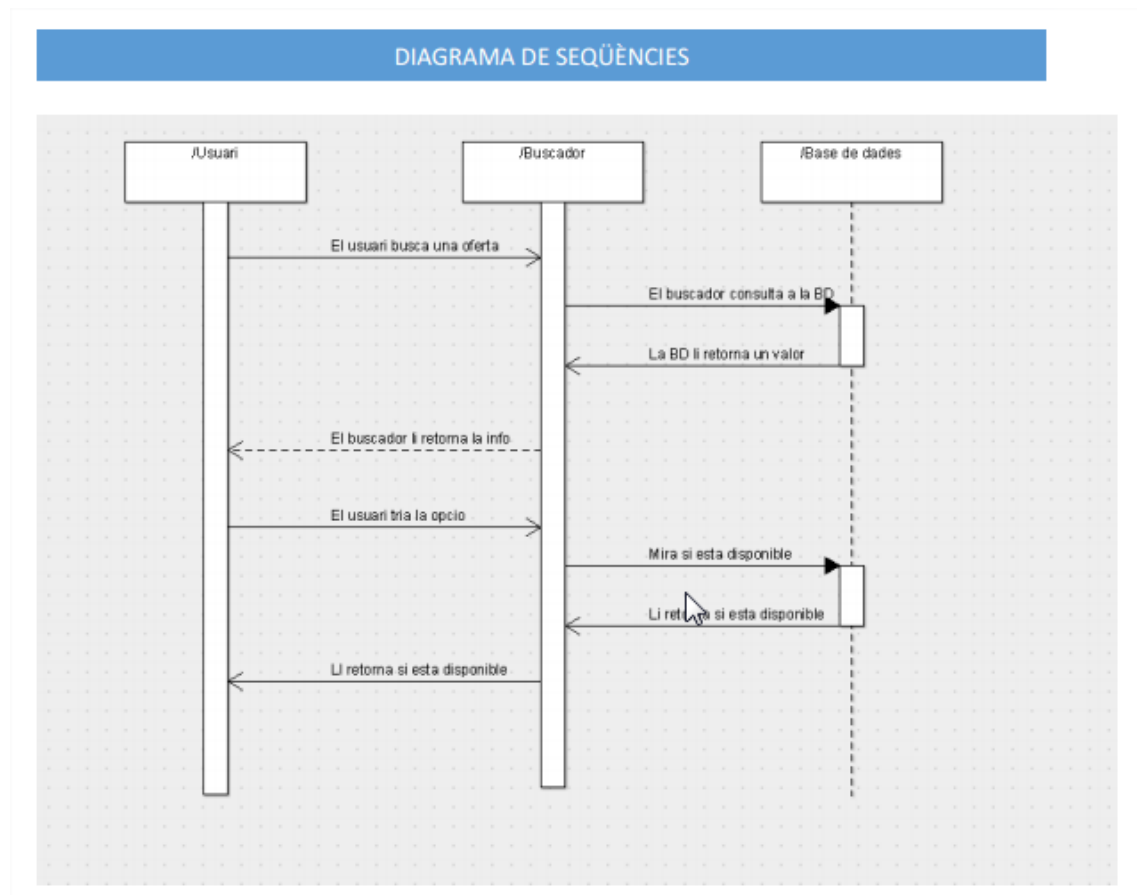 DIAGRAMA DE SEQÜÈNCIES
/Usuari
/Buscador
/Base de dades
El usuari busca una oferta
El buscador consulta a la BD
La BD li retorna un valor
El buscador li retorna la info
El usuari tria la opcio
Mira si esta disponible
Li retorna si esta disponible
LI retorna si esta disponible